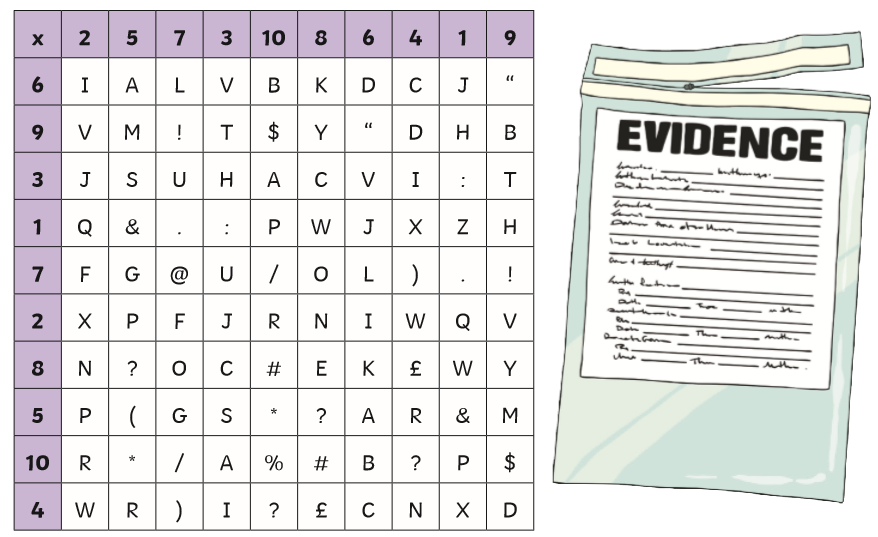 x 2 5 7 3 10 8 6 4 1 9
6 I A L V B K D C J “
9 V M ! T $ Y “ D H B
3 J S U H A C V I : T
1 Q & . : P W J X Z H
7 F G @ U / O L ) . !
2 X P F J R N I W Q V
8 N ? O C # E K £ W Y
5 P ( G S * ? A R & M
10 R * / A % # B ? P $
4 W R ) I ? £ C N X D
EVIDENCE